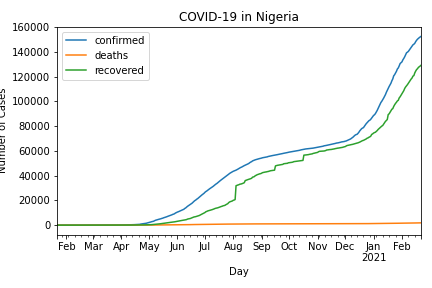 COVID-19 in Nigeria
160000
140000
120000
100000
80000
60000
40000
20000
0
Number of Cases
confirmed
deaths
recovered
Feb Mar Apr May Jun Jul Aug Sep Oct Nov Dec Jan Feb
2021
Day